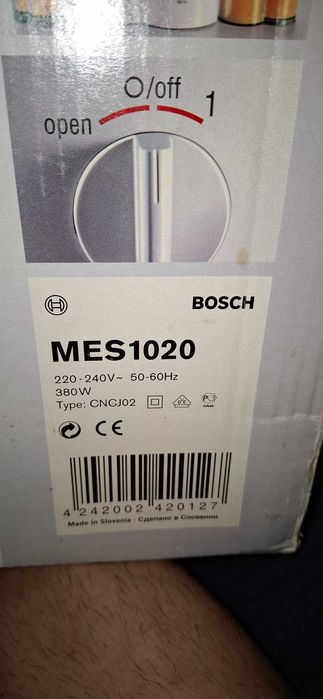 O/off
open 1
BOSCH
MES1020
220-240V~ 50-60Hz
380W
Type: CNCJ02
CE
4 242002 420127
Made in Slovenia - Сделано в Словении